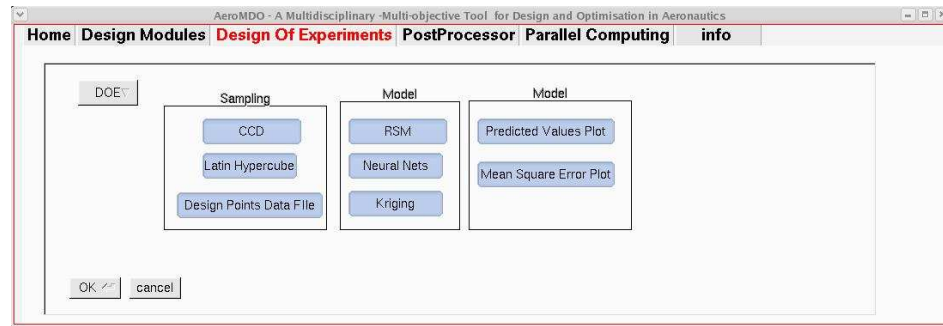 AeroMDO - A Multidisciplinary -Multi-objective Tool for Design and Optimisation in Aeronautics
Home Design Modules Design Of Experiments PostProcessor Parallel Computing info
DOE
Sampling
CCD
Latin Hypercube
Design Points Data FIle
Model
RSM
Neural Nets
Kriging
Model
Predicted Values Plot
Mean Square Error Plot
OK cancel